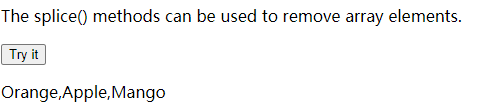 The splice() methods can be used to remove array elements.
Try it
Orange,Apple,Mango